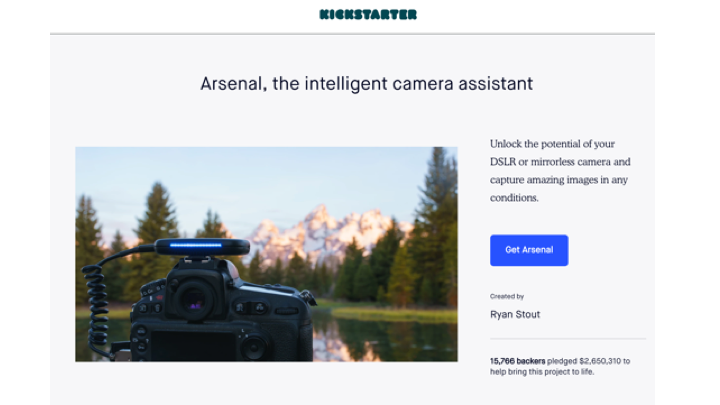 KICKSTARTER
Arsenal, the intelligent camera assistant
Unlock the potential of your
DSLR or mirrorless camera and
capture amazing images in any
conditions.
Get Arsenal
Created by
Ryan Stout
15,766 backers pledged $2,650,310 to
help bring this project to life.